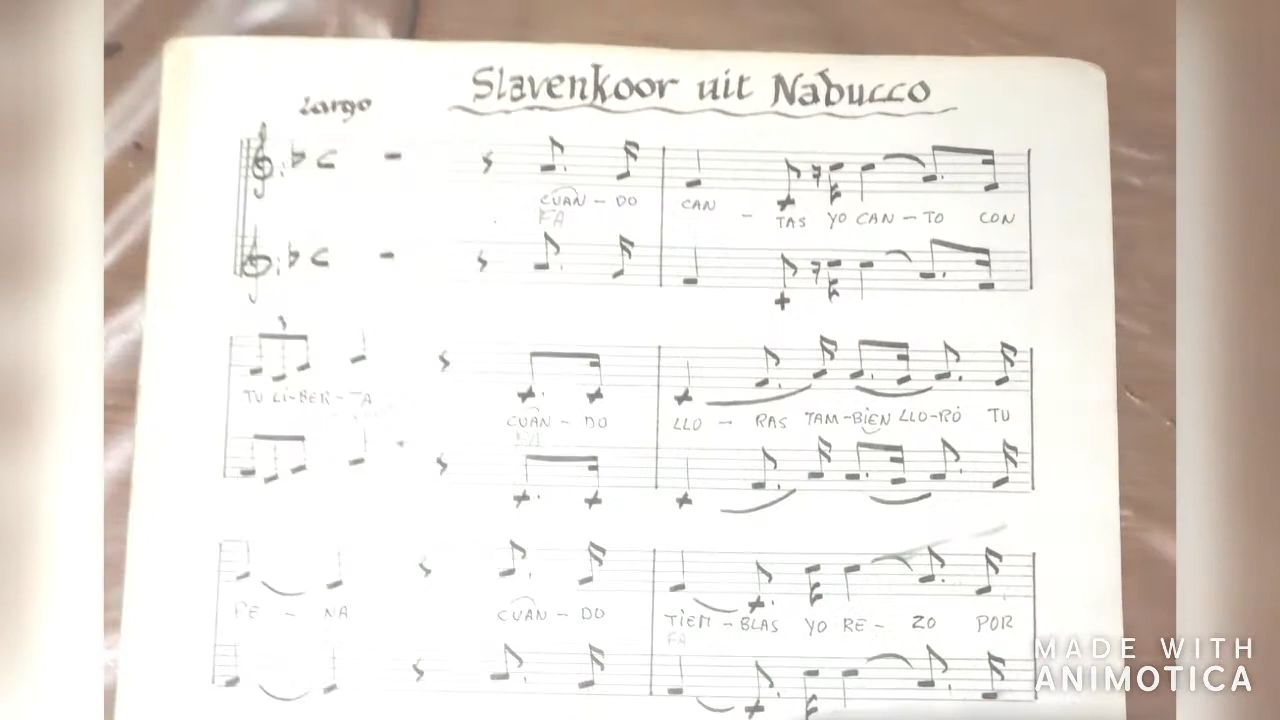 Slavenkoor uit Nabucco
Largo
CUAN - DO CAN - TAS YO CAN - TO CON
FA
3
TU LI-BER-TA CUAN - DO LLO - RAS TAM-BIEN LLO-RÓ TU
FA
PE - NA CUAN - DO TIEM - BLAS YO RE - ZO POR
FA
MADE WITH
ANIMOTICA